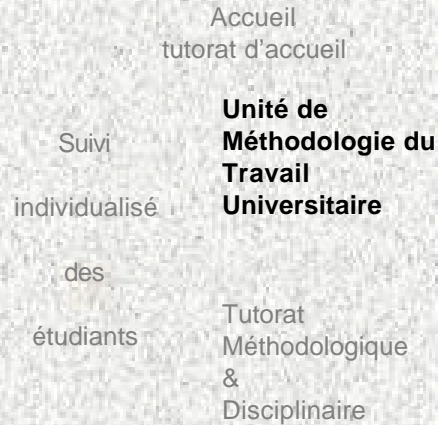 Accueil
tutorat d’accueil
Suivi
individualisé
des
étudiants
Unité de
Méthodologie du
Travail
Universitaire
Tutorat
Méthodologique
&
Disciplinaire